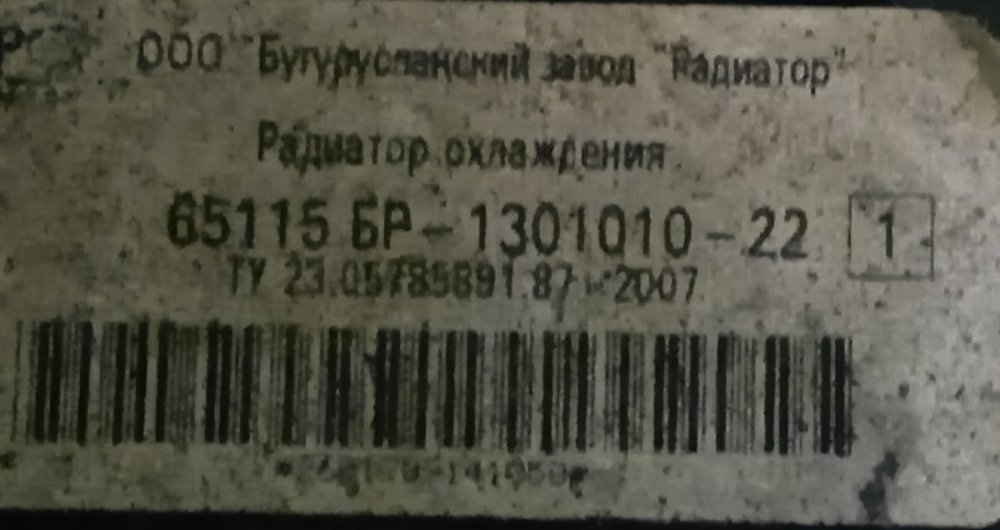 ООО "Бугурусланский завод "Радиатор"
Радиатор охлаждения
65115 БР-1301010-22 1
ТУ 23.05785891.87-2007